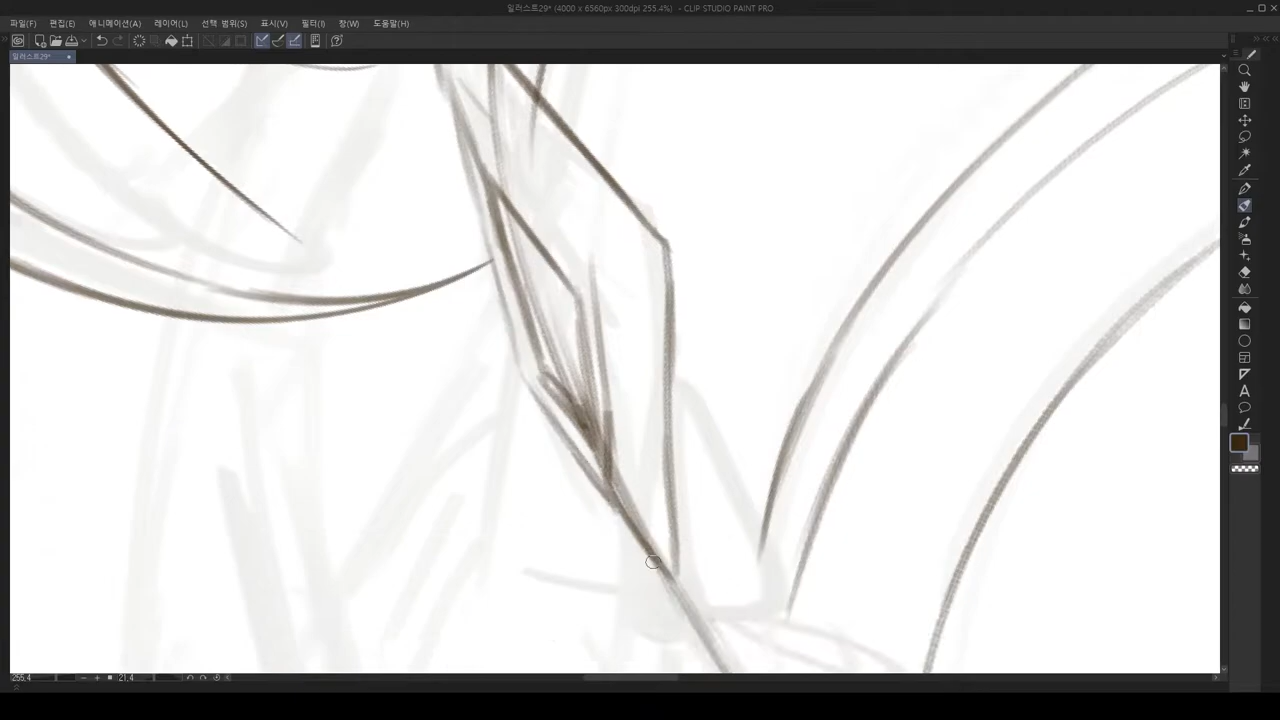 일러스트29* (4000 x 6560px 300dpi 255.4%) - CLIP STUDIO PAINT PRO
파일(F) 편집(E) 애니메이션(A) 레이어(L) 선택 범위(S) 표시(V) 필터(I) 창(W) 도움말(H)
일러스트29*
255.4 21.4